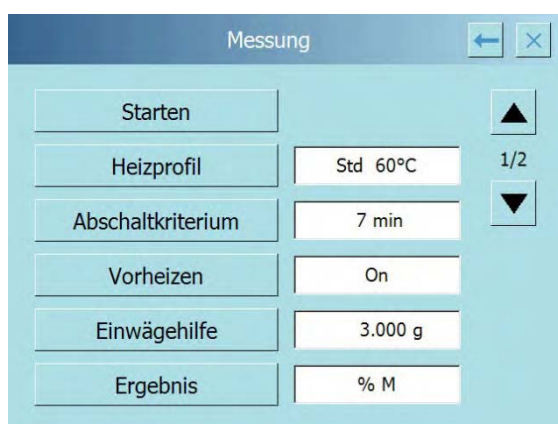 Messung
Starten
Heizprofil Std 60°C 1/2
Abschaltkriterium 7 min
Vorheizen On
Einwägehilfe 3.000 g
Ergebnis % M